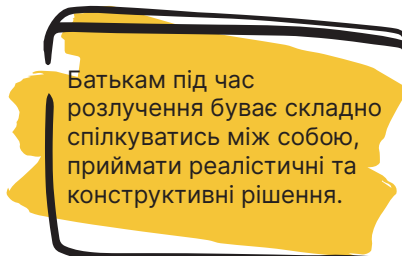 Батькам під час
розлучення буває складно
спілкуватись між собою,
приймати реалістичні та
конструктивні рішення.